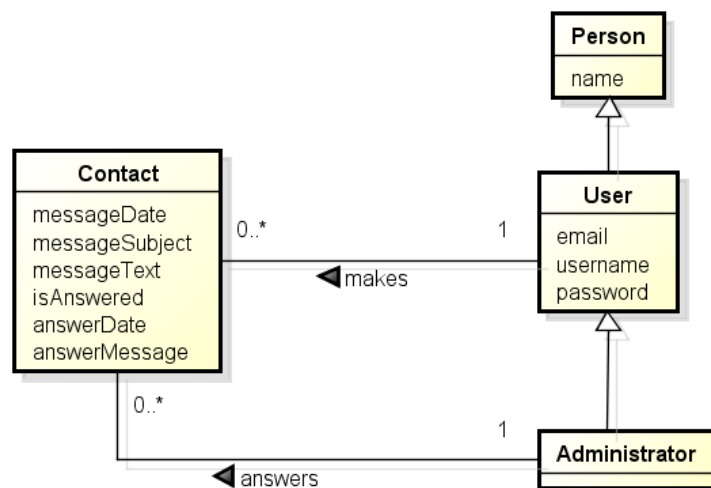 Person
name
Contact
messageDate
messageSubject
messageText
isAnswered
answerDate
answerMessage
User
email
username
password
0..*
1
makes
0..*
1
answers
Administrator